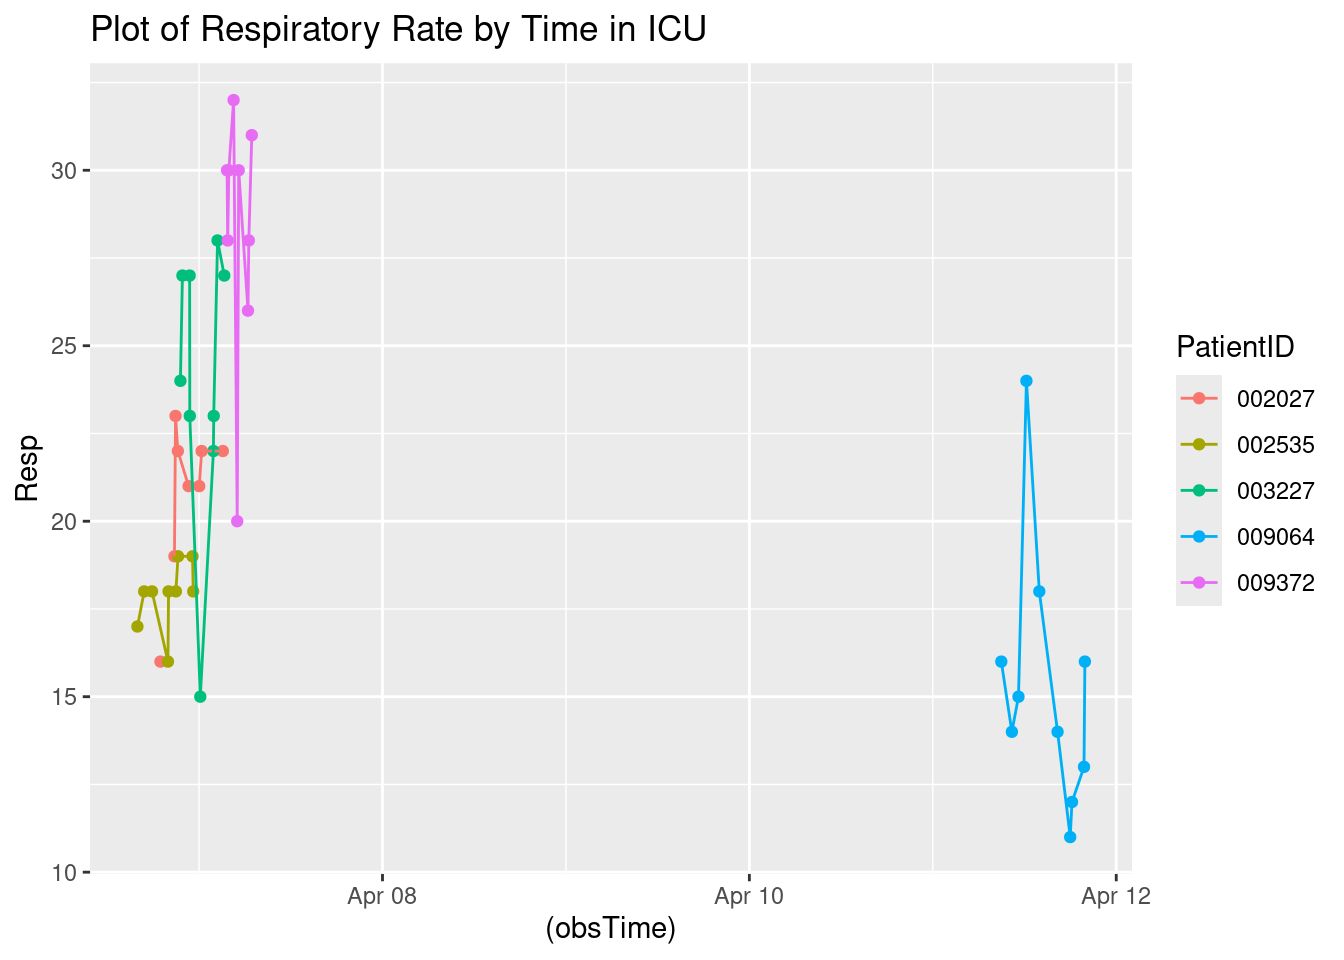 Plot of Respiratory Rate by Time in ICU
Resp
30
25
20
15
10
Apr 08
Apr 10
Apr 12
(obsTime)
PatientID
002027
002535
003227
009064
009372